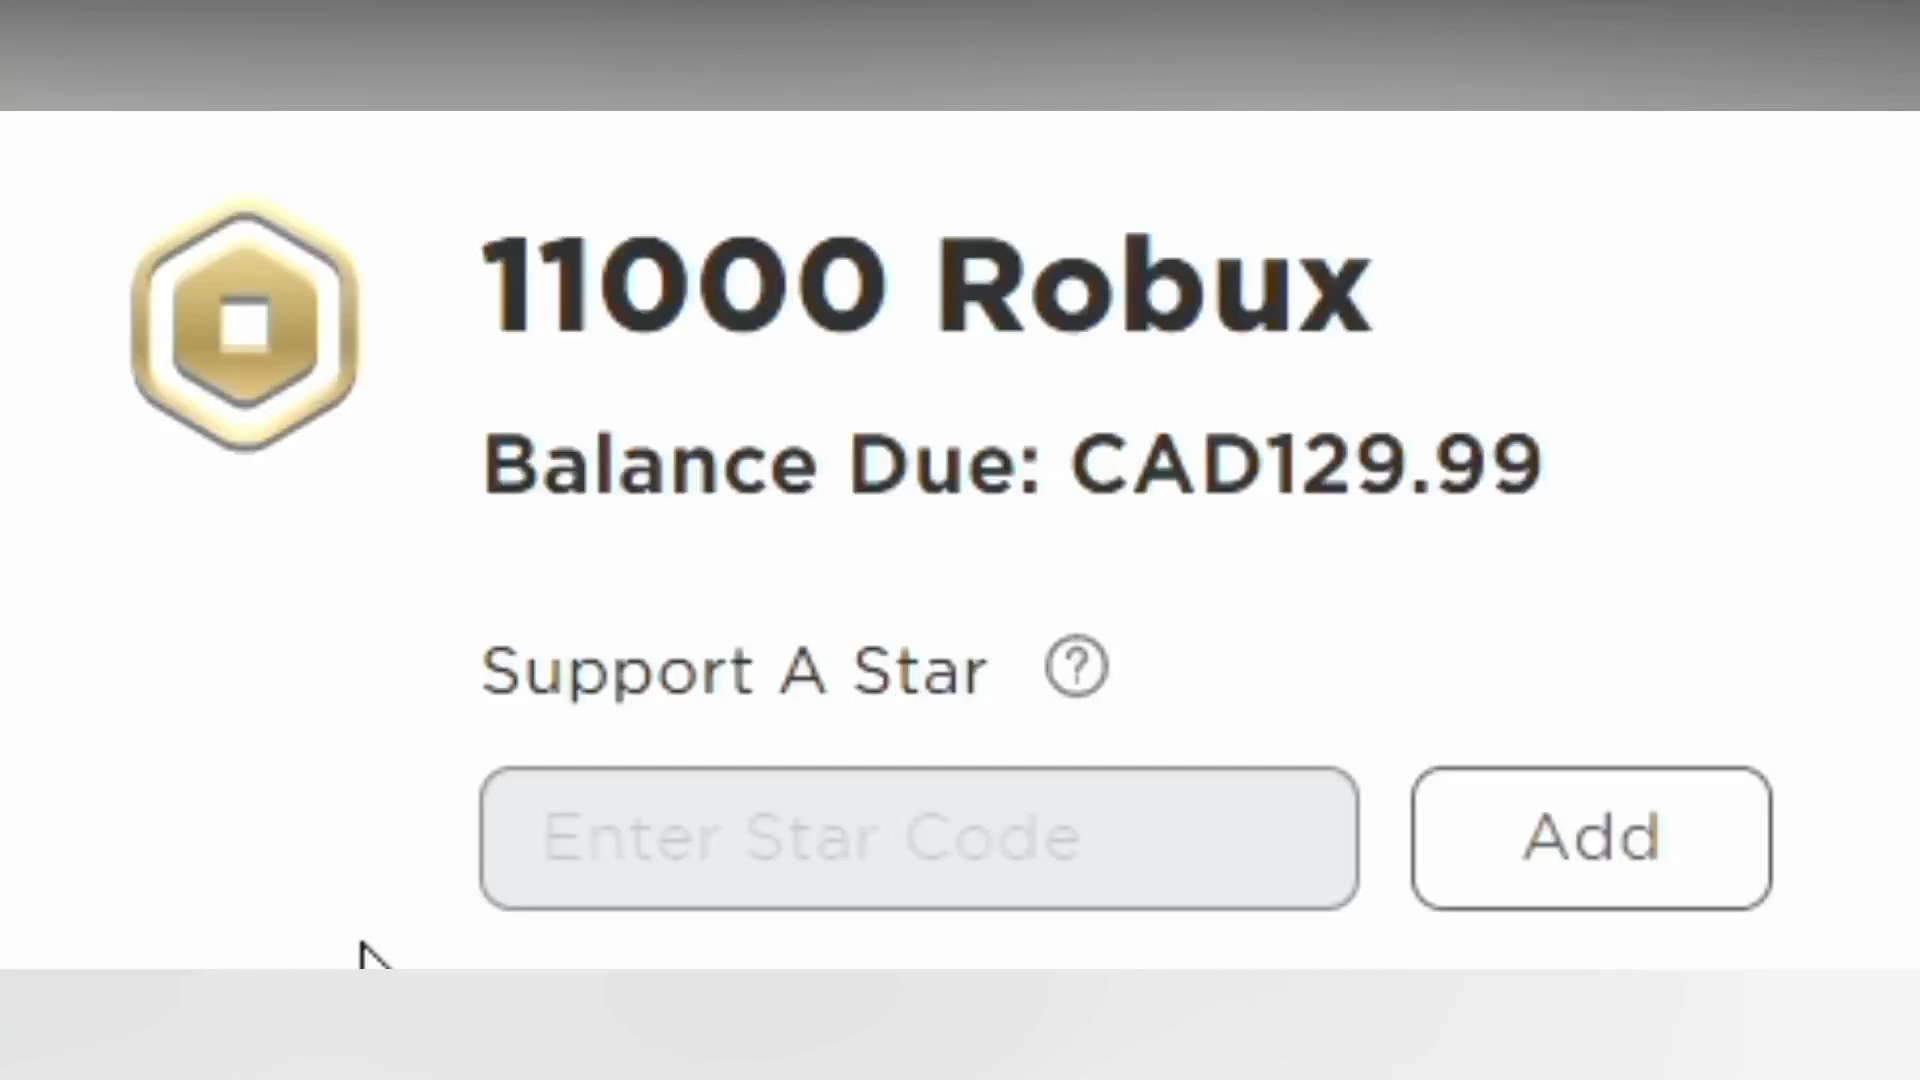 11000 Robux
Balance Due: CAD129.99
Support A Star ?
Enter Star Code
Add